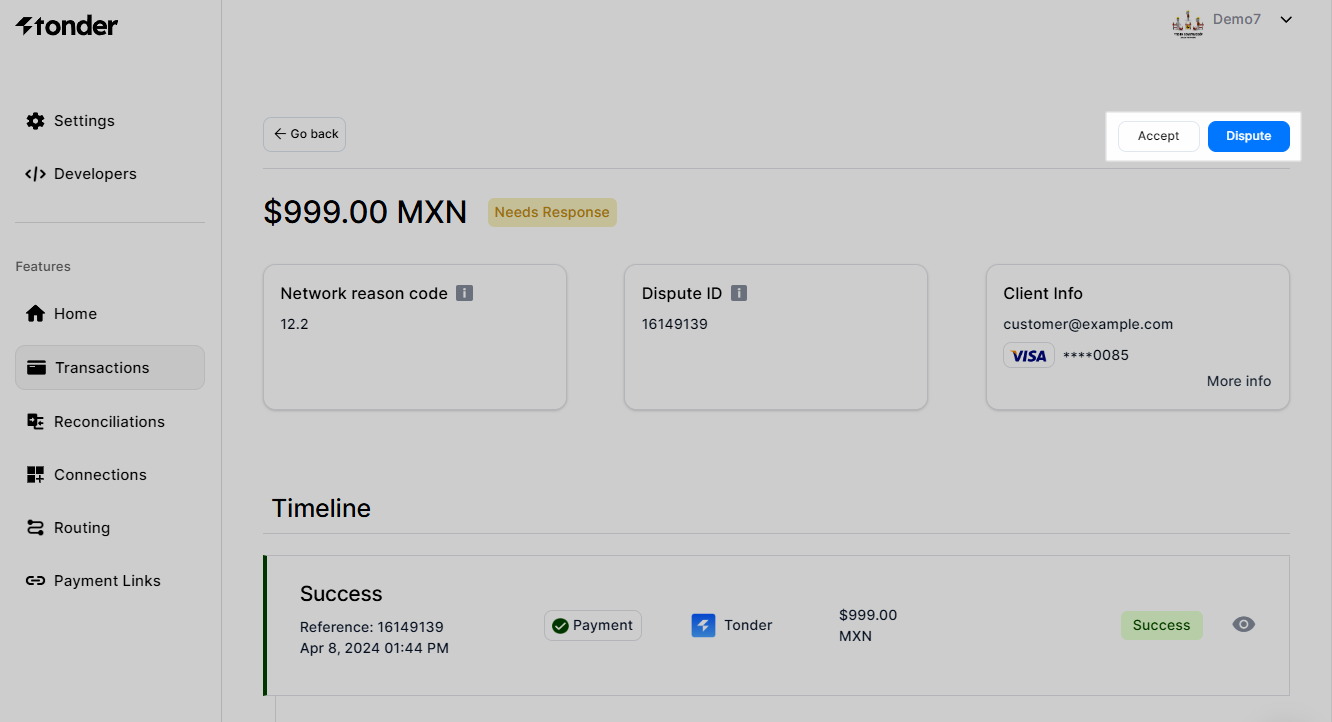 tonder
Demo7
Settings
Developers
Features
Home
Transactions
Reconciliations
Connections
Routing
Payment Links
Go back
Accept
Dispute
$999.00 MXN
Needs Response
Network reason code
12.2
Dispute ID
16149139
Client Info
customer@example.com
VISA ****0085
More info
Timeline
Success
Reference: 16149139
Apr 8, 2024 01:44 PM
Payment
Tonder
$999.00
MXN
Success